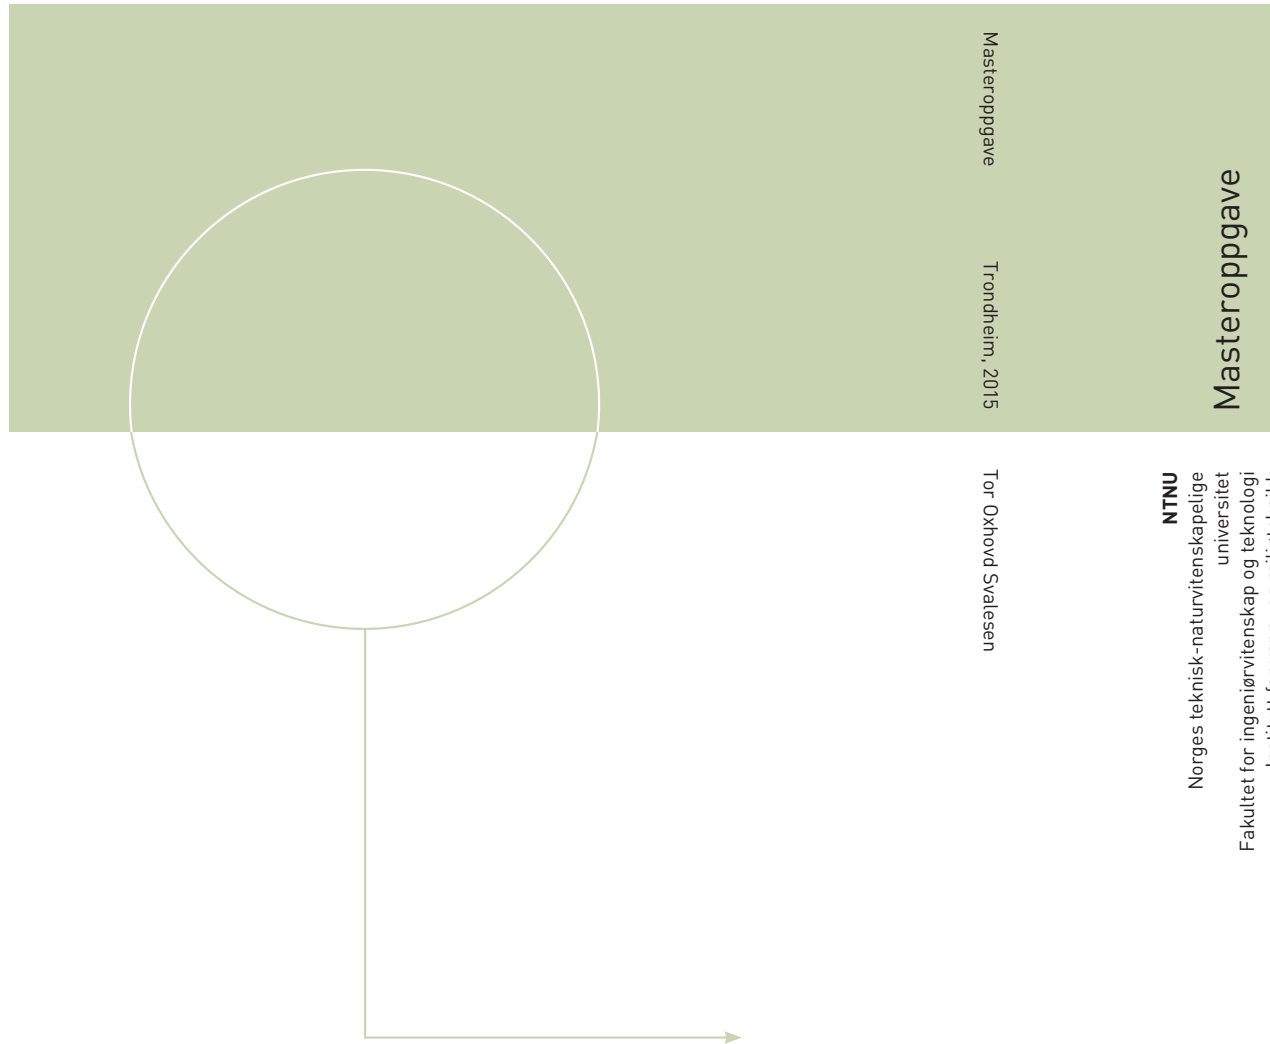 Masteroppgave
Trondheim, 2015
Tor Oxhovd Svalesen
Masteroppgave
NTNU
Norges teknisk-naturvitenskapelige
universitet
Fakultet for ingeniørvitenskap og teknologi